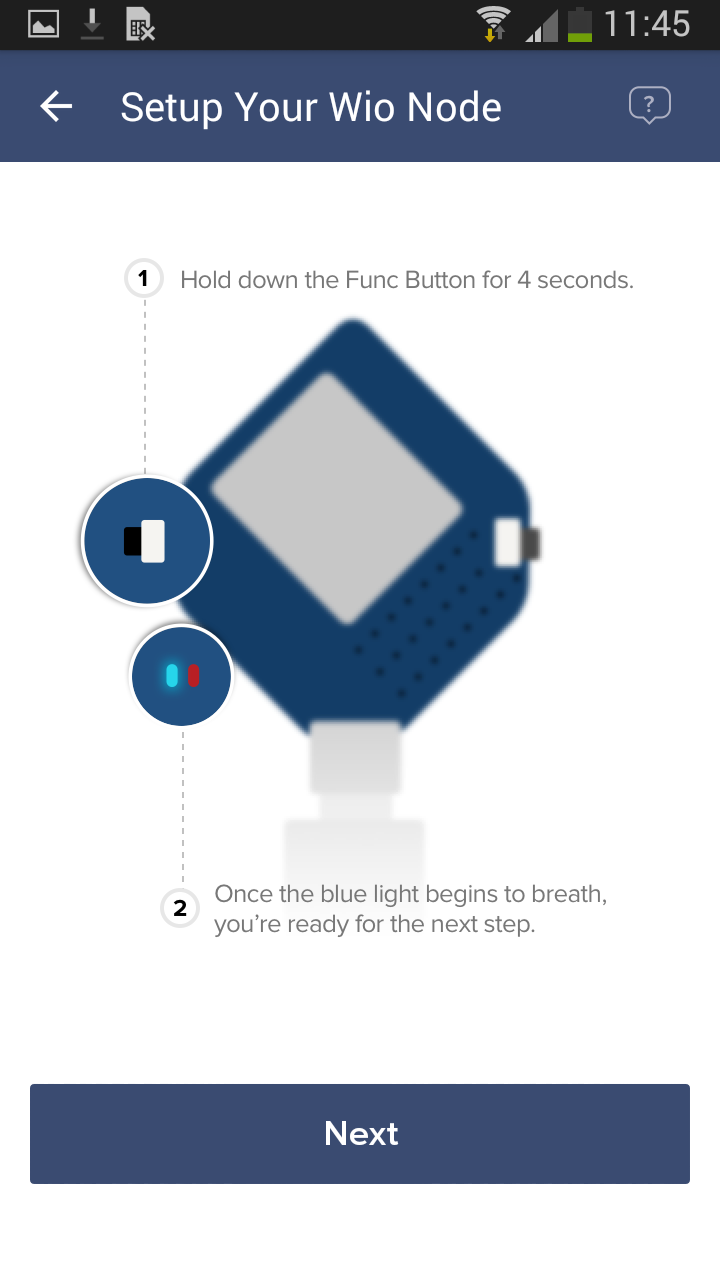 11:45
Setup Your Wio Node
?
1 Hold down the Func Button for 4 seconds.
2 Once the blue light begins to breath,
you're ready for the next step.
Next